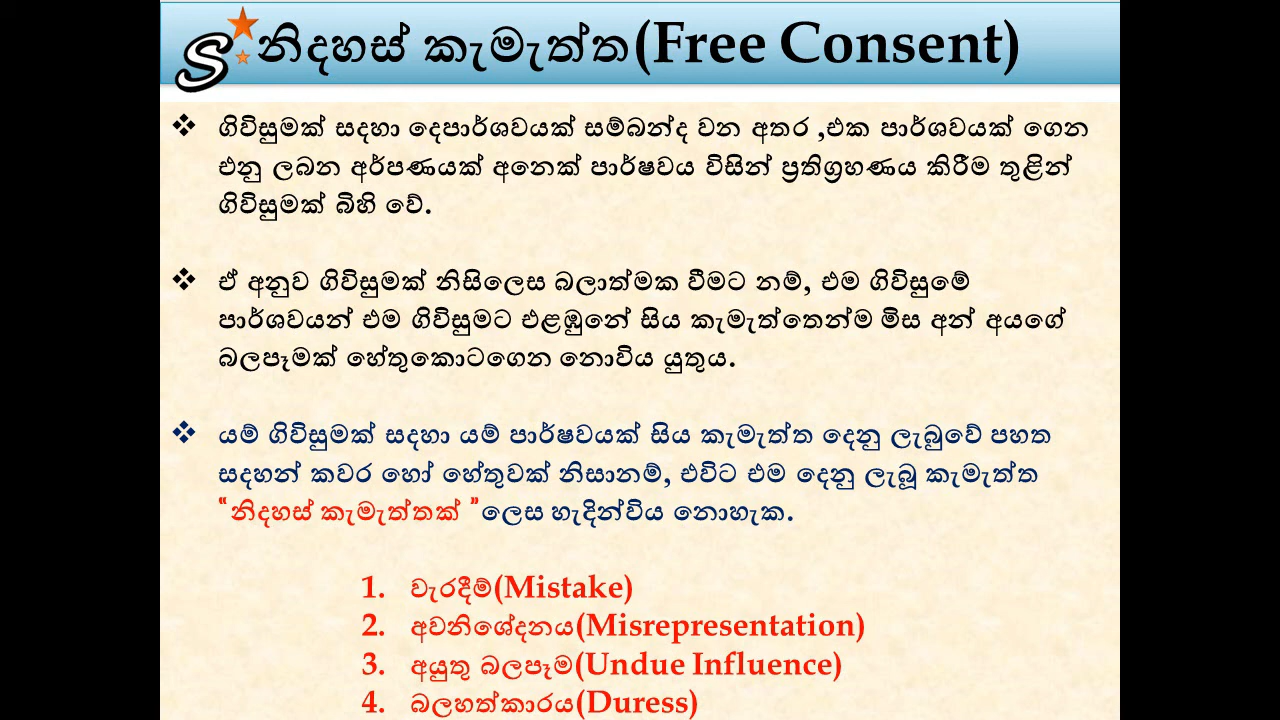 S
නිදහස් කැමැත්ත(Free Consent)
❖ ගිවිසුමක් සදහා දෙපාර්ශවයක් සම්බන්ද වන අතර ,එක පාර්ශවයක් ගෙන
එනු ලබන අර්පණයක් අනෙක් පාර්ෂවය විසින් ප්‍රතිග්‍රහණය කිරීම තුළින්
ගිවිසුමක් බිහි වේ.
❖ ඒ අනුව ගිවිසුමක් නිසිලෙස බලාත්මක වීමට නම්, එම ගිවිසුමේ
පාර්ශවයන් එම ගිවිසුමට එළඹුනේ සිය කැමැත්තෙන්ම මිස අන් අයගේ
බලපෑමක් හේතුකොටගෙන නොවිය යුතුය.
❖ යම් ගිවිසුමක් සදහා යම් පාර්ෂවයක් සිය කැමැත්ත දෙනු ලැබුවේ පහත
සදහන් කවර හෝ හේතුවක් නිසානම්, එවිට එම දෙනු ලැබූ කැමැත්ත
“නිදහස් කැමැත්තක් ”ලෙස හැදින්විය නොහැක.
1. වැරදීම්(Mistake)
2. අවනිශේදනය(Misrepresentation)
3. අයුතු බලපෑම(Undue Influence)
4. බලහත්කාරය(Duress)